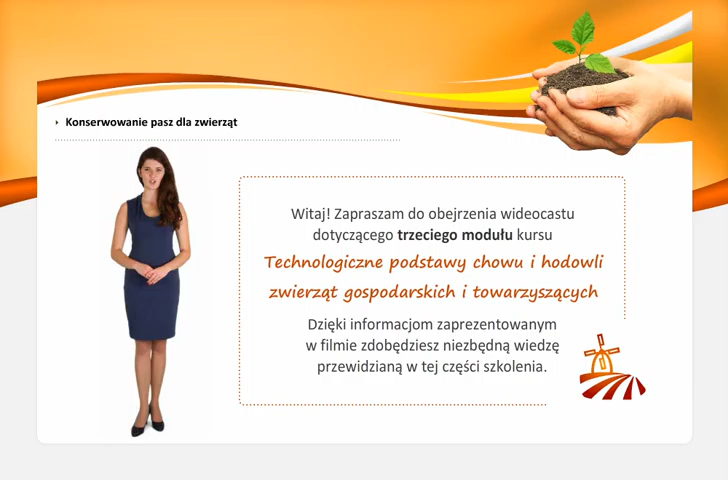 Konserwowanie pasz dla zwierząt
Witaj! Zapraszam do obejrzenia wideocastu
dotyczącego trzeciego modułu kursu
Technologiczne podstawy chowu i hodowli
zwierząt gospodarskich i towarzyszących
Dzięki informacjom zaprezentowanym
w filmie zdobędziesz niezbędną wiedzę
przewidzianą w tej części szkolenia.